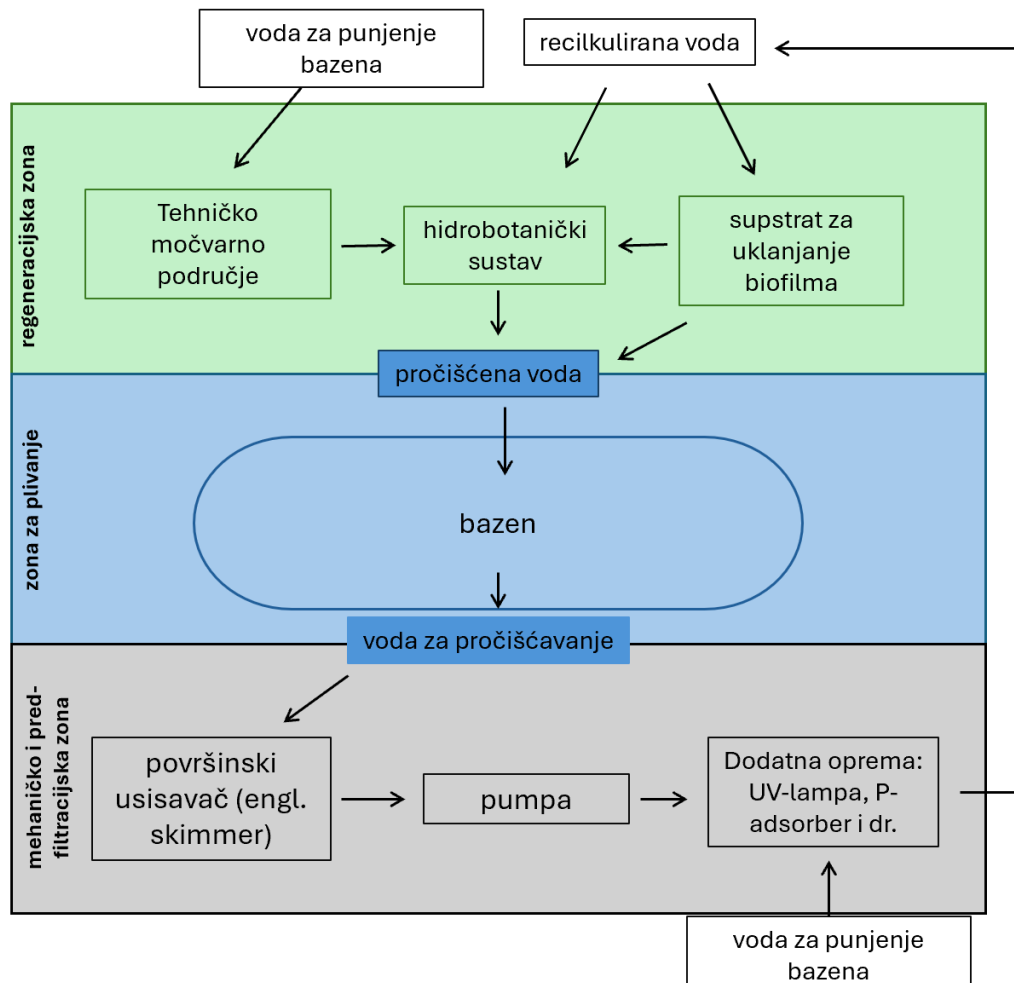 voda za punjenje
bazena
recilkulirana voda
regeneracijska zona
Tehničko
močvarno
područje
hidrobotanički
sustav
supstrat za
uklanjanje
biofilma
pročišćena voda
zona za plivanje
bazen
voda za pročišćavanje
mehaničko i pred-
filtracijska zona
površinski
usisavač (engl.
skimmer)
pumpa
Dodatna oprema:
UV-lampa, P-
adsorber i dr.
voda za punjenje
bazena